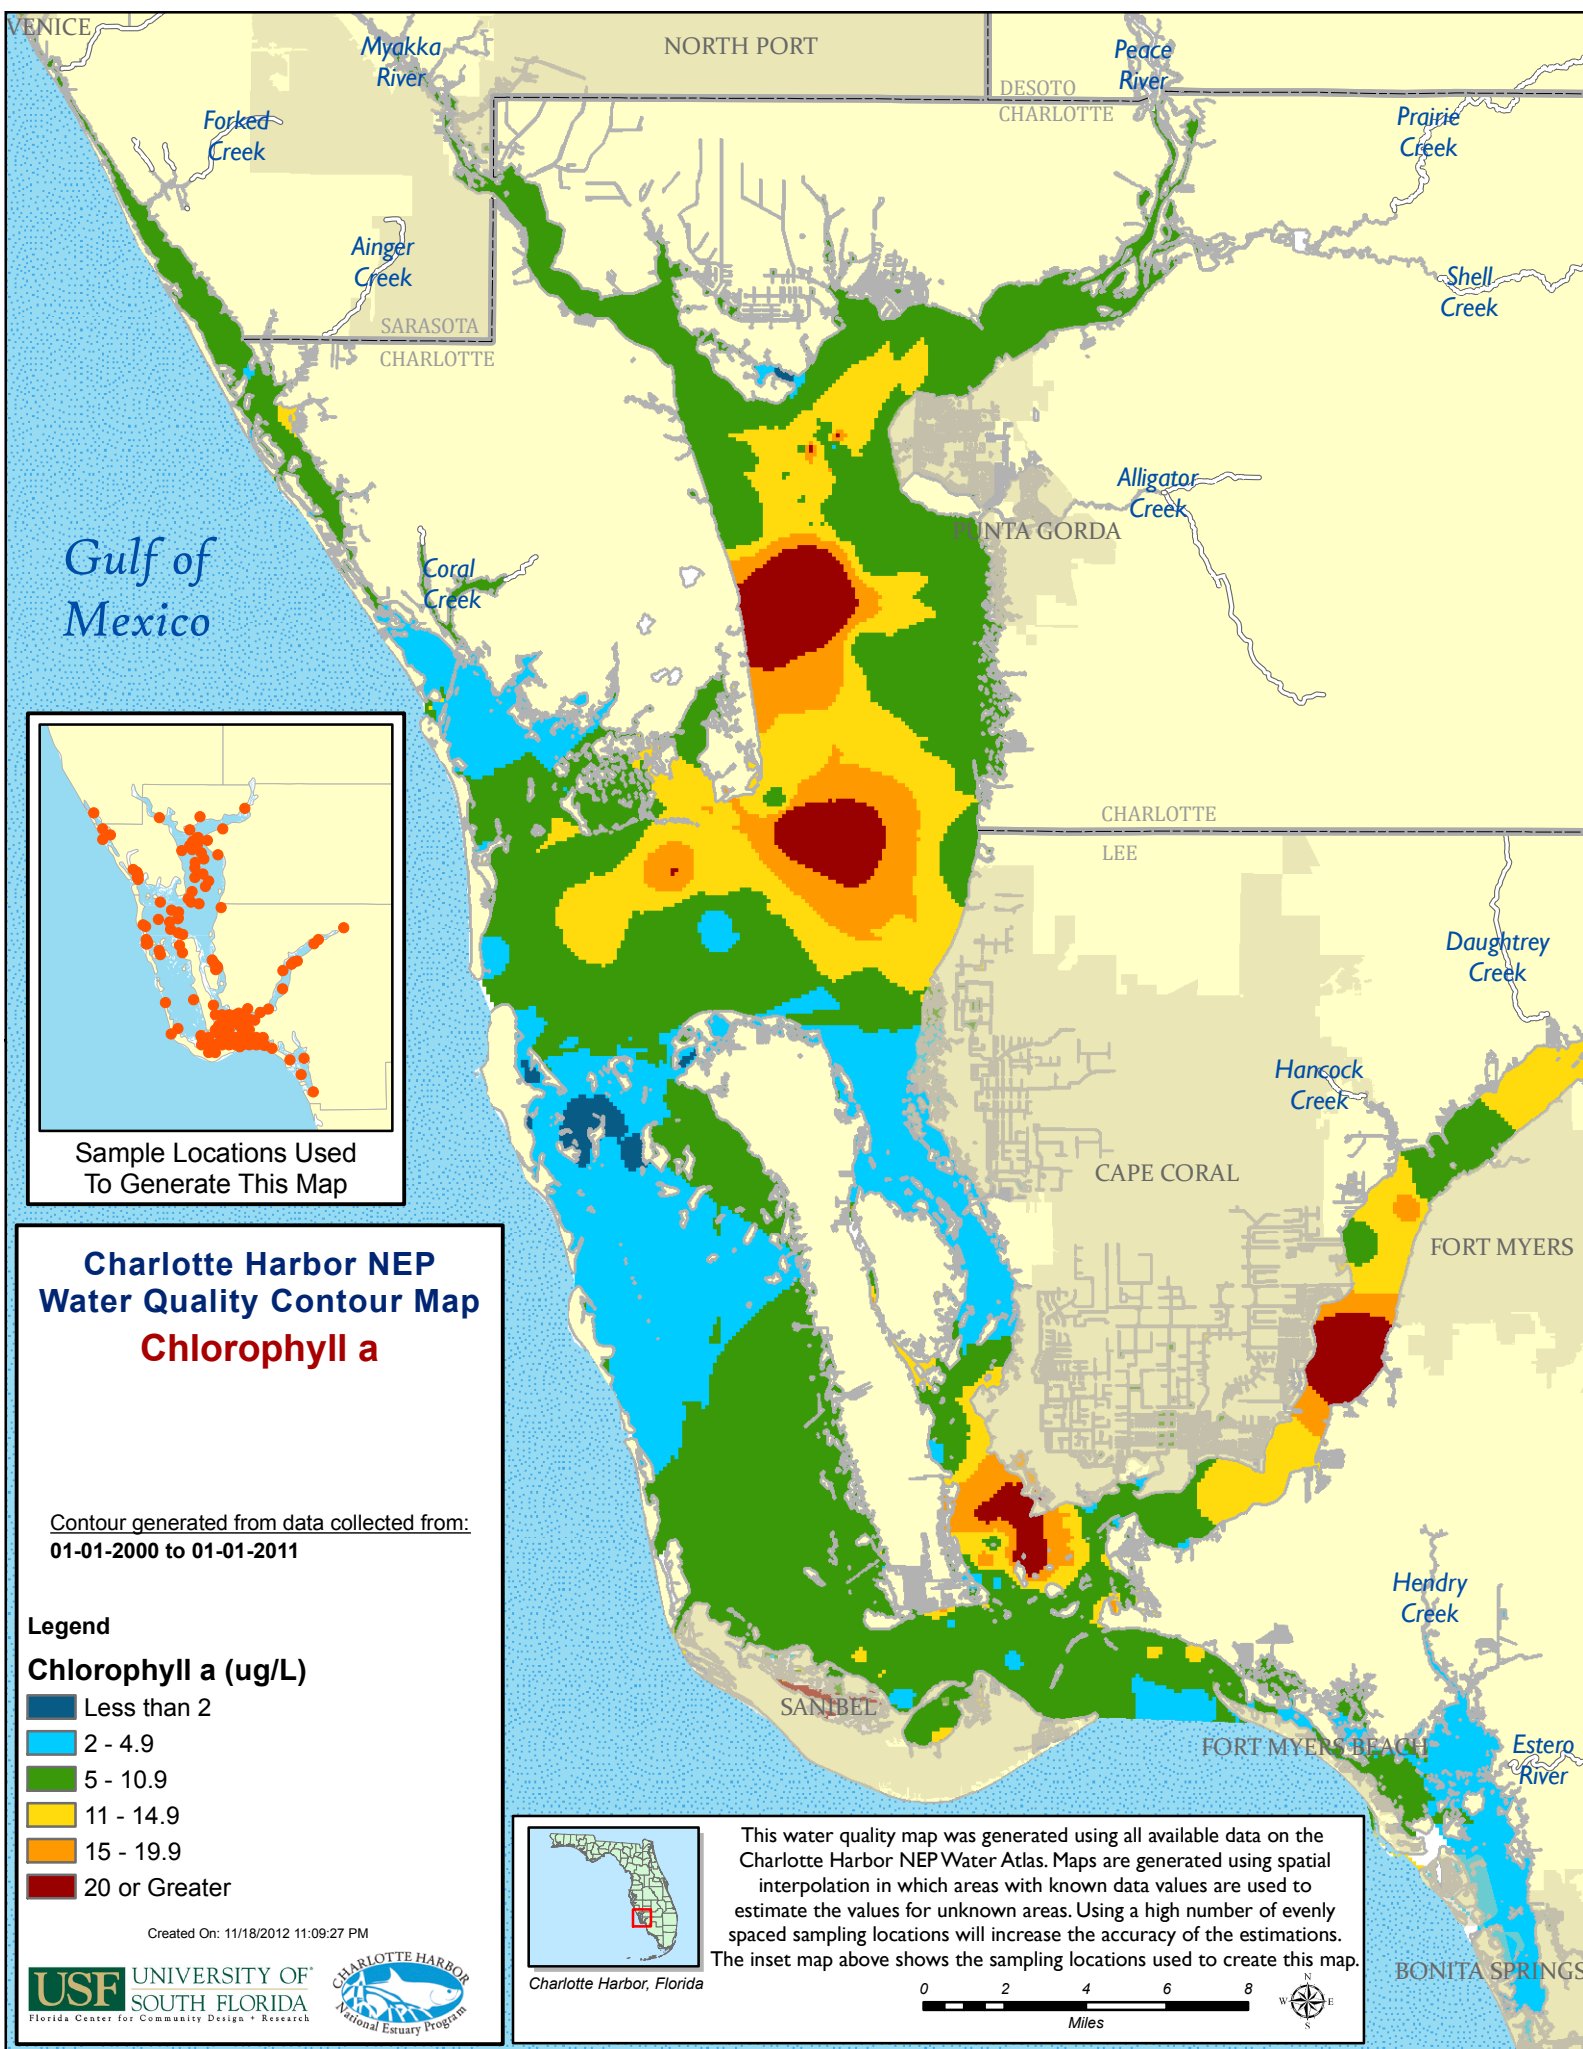 VENICE
Myakka
River
NORTH PORT
Peace
River
DESOTO
CHARLOTTE
Forked
Creek
Prairie
Creek
Ainger
Creek
Shell
Creek
SARASOTA
CHARLOTTE
Alligator
Creek
PUNTA GORDA
Gulf of
Mexico
Coral
Creek
CHARLOTTE
LEE
Daughtrey
Creek
Hancock
Creek
CAPE CORAL
FORT MYERS
Sample Locations Used
To Generate This Map
Charlotte Harbor NEP
Water Quality Contour Map
Chlorophyll a
Contour generated from data collected from:
01-01-2000 to 01-01-2011
Legend
Chlorophyll a (ug/L)
Less than 2
2 - 4.9
5 - 10.9
11 - 14.9
15 - 19.9
20 or Greater
Created On: 11/18/2012 11:09:27 PM
USF UNIVERSITY OF
SOUTH FLORIDA
Florida Center for Community Design + Research
CHARLOTTE HARBOR
National Estuary Program
Hendry
Creek
SANIBEL
FORT MYERS BEACH
Estero
River
BONITA SPRINGS
Charlotte Harbor, Florida
This water quality map was generated using all available data on the
Charlotte Harbor NEP Water Atlas. Maps are generated using spatial
interpolation in which areas with known data values are used to
estimate the values for unknown areas. Using a high number of evenly
spaced sampling locations will increase the accuracy of the estimations.
The inset map above shows the sampling locations used to create this map.
0 2 4 6 8
Miles
N
W E
S